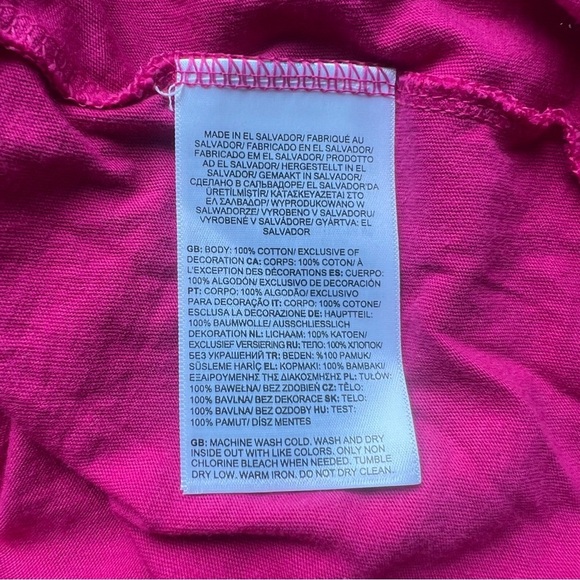 MADE IN EL SALVADOR/ FABRIQUÉ AU
SALVADOR/ FABRICADO EN EL SALVADOR/
FABRICADO EM EL SALVADOR/ PRODOTTO
AD EL SALVADOR/ HERGESTELLT IN EL
SALVADOR/ GEMAAKT IN SALVADOR/
СДЕЛАНО В САЛЬВАДОРЕ/ EL SALVADOR'DA
ÜRETİLMİSTİR/ ΚΑΤΑΣΚΕΥΑΖΕΤΑΙ ΣΤΟ
ΕΛ ΣΑΛΒΑΔΟΡ/ WYPRODUKOWANO W
SALWADORZE/ VYROBENO V SALVADORU/
VYROBENÉ V SALVÁDORE/ GYÁRTVA: EL
SALVADOR
GB: BODY: 100% COTTON/ EXCLUSIVE OF
DECORATION CA: CORPS: 100% COTON/ À
L'EXCEPTION DES DÉCORATIONS ES: CUERPO:
100% ALGODÓN/ EXCLUSIVO DE DECORACIÓN
PT: CORPO: 100% ALGODÃO/ EXCLUSIVO
PARA DECORAÇÃO IT: CORPO: 100% COTONE/
ESCLUSA LA DECORAZIONE DE: HAUPTTEIL:
100% BAUMWOLLE/ AUSSCHLIESSLICH
DEKORATION NL: LICHAAM: 100% KATOEN/
EXCLUSIEF VERSIERING RU: ТЕЛО: 100% ХЛОПОК/
БЕЗ УКРАШЕНИЙ TR: BEDEN: %100 PAMUK/
SÜSLEME HARİÇ EL: ΚΟΡΜΑΚΙ: 100% ΒΑΜΒΑΚΙ/
ΕΞΑΙΡΟΥΜΕΝΗΣ ΤΗΣ ΔΙΑΚΟΣΜΗΣΗΣ PL: TUŁÓW:
100% BAWEŁNA/ BEZ ZDOBIEŃ CZ: TĚLO:
100% BAVLNA/ BEZ DEKORACE SK: TELO:
100% BAVLNA/ BEZ OZDOBY HU: TEST:
100% PAMUT/ DÍSZ MENTES
GB: MACHINE WASH COLD. WASH AND DRY
INSIDE OUT WITH LIKE COLORS. ONLY NON
CHLORINE BLEACH WHEN NEEDED. TUMBLE
DRY LOW. WARM IRON. DO NOT DRY CLEAN.